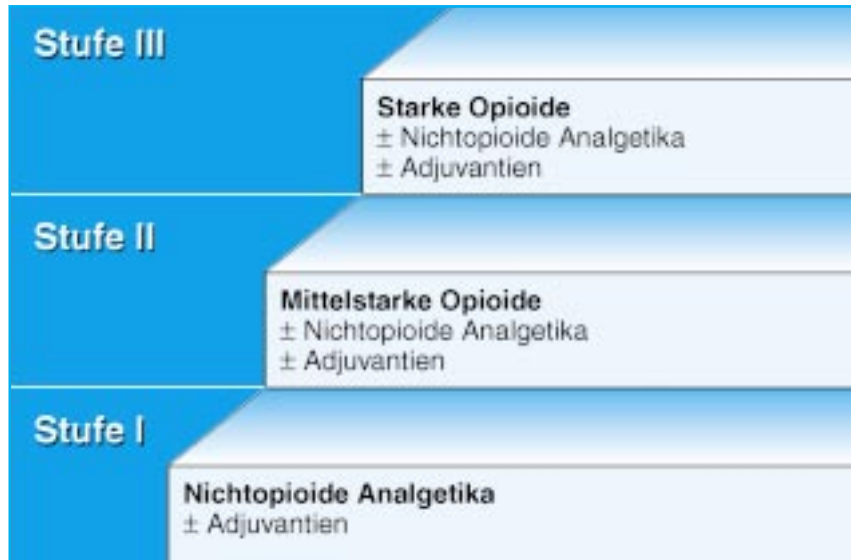 Stufe III
Starke Opioide
± Nichtopioide Analgetika
± Adjuvantien
Stufe II
Mittelstarke Opioide
± Nichtopioide Analgetika
± Adjuvantien
Stufe I
Nichtopioide Analgetika
± Adjuvantien